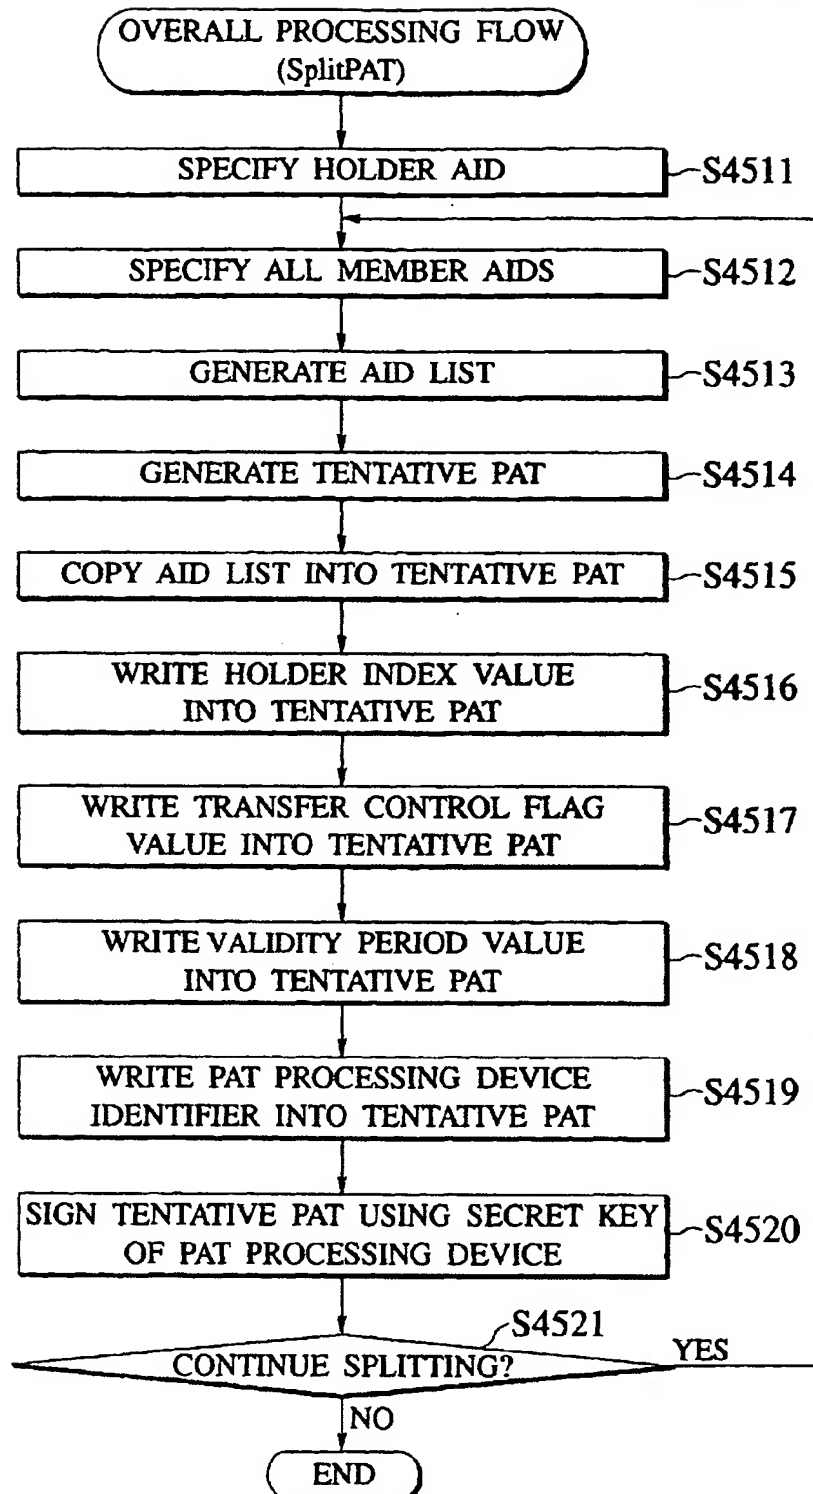 OVERALL PROCESSING FLOW
(SplitPAT)
SPECIFY HOLDER AID
S4511
SPECIFY ALL MEMBER AIDS
S4512
GENERATE AID LIST
S4513
GENERATE TENTATIVE PAT
S4514
COPY AID LIST INTO TENTATIVE PAT
S4515
WRITE HOLDER INDEX VALUE
INTO TENTATIVE PAT
S4516
WRITE TRANSFER CONTROL FLAG
VALUE INTO TENTATIVE PAT
S4517
WRITE VALIDITY PERIOD VALUE
INTO TENTATIVE PAT
S4518
WRITE PAT PROCESSING DEVICE
IDENTIFIER INTO TENTATIVE PAT
S4519
SIGN TENTATIVE PAT USING SECRET KEY
OF PAT PROCESSING DEVICE
S4520
S4521
CONTINUE SPLITTING?
YES
NO
END